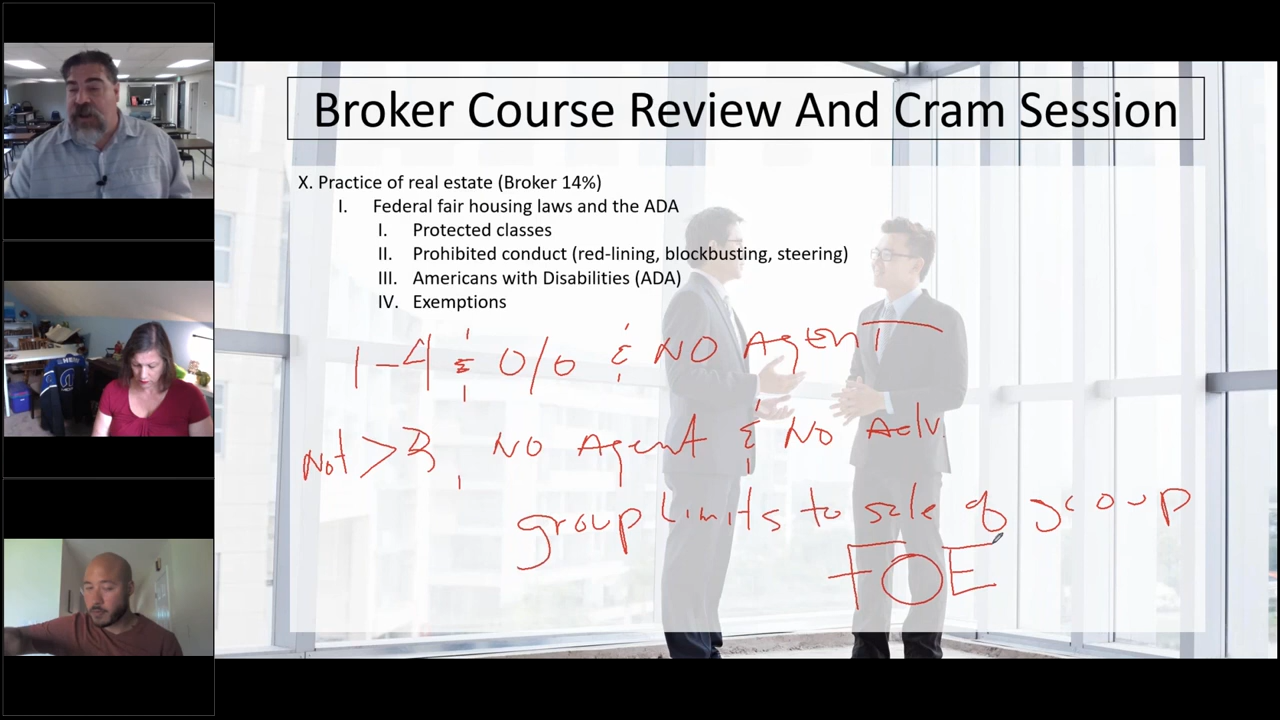 Broker Course Review And Cram Session
X. Practice of real estate (Broker 14%)
I. Federal fair housing laws and the ADA
I. Protected classes
II. Prohibited conduct (red-lining, blockbusting, steering)
III. Americans with Disabilities (ADA)
IV. Exemptions
1-4 & O/O & NO Agent
Not > 3, NO Agent & NO Adv.
group limits to sale of group
FOE